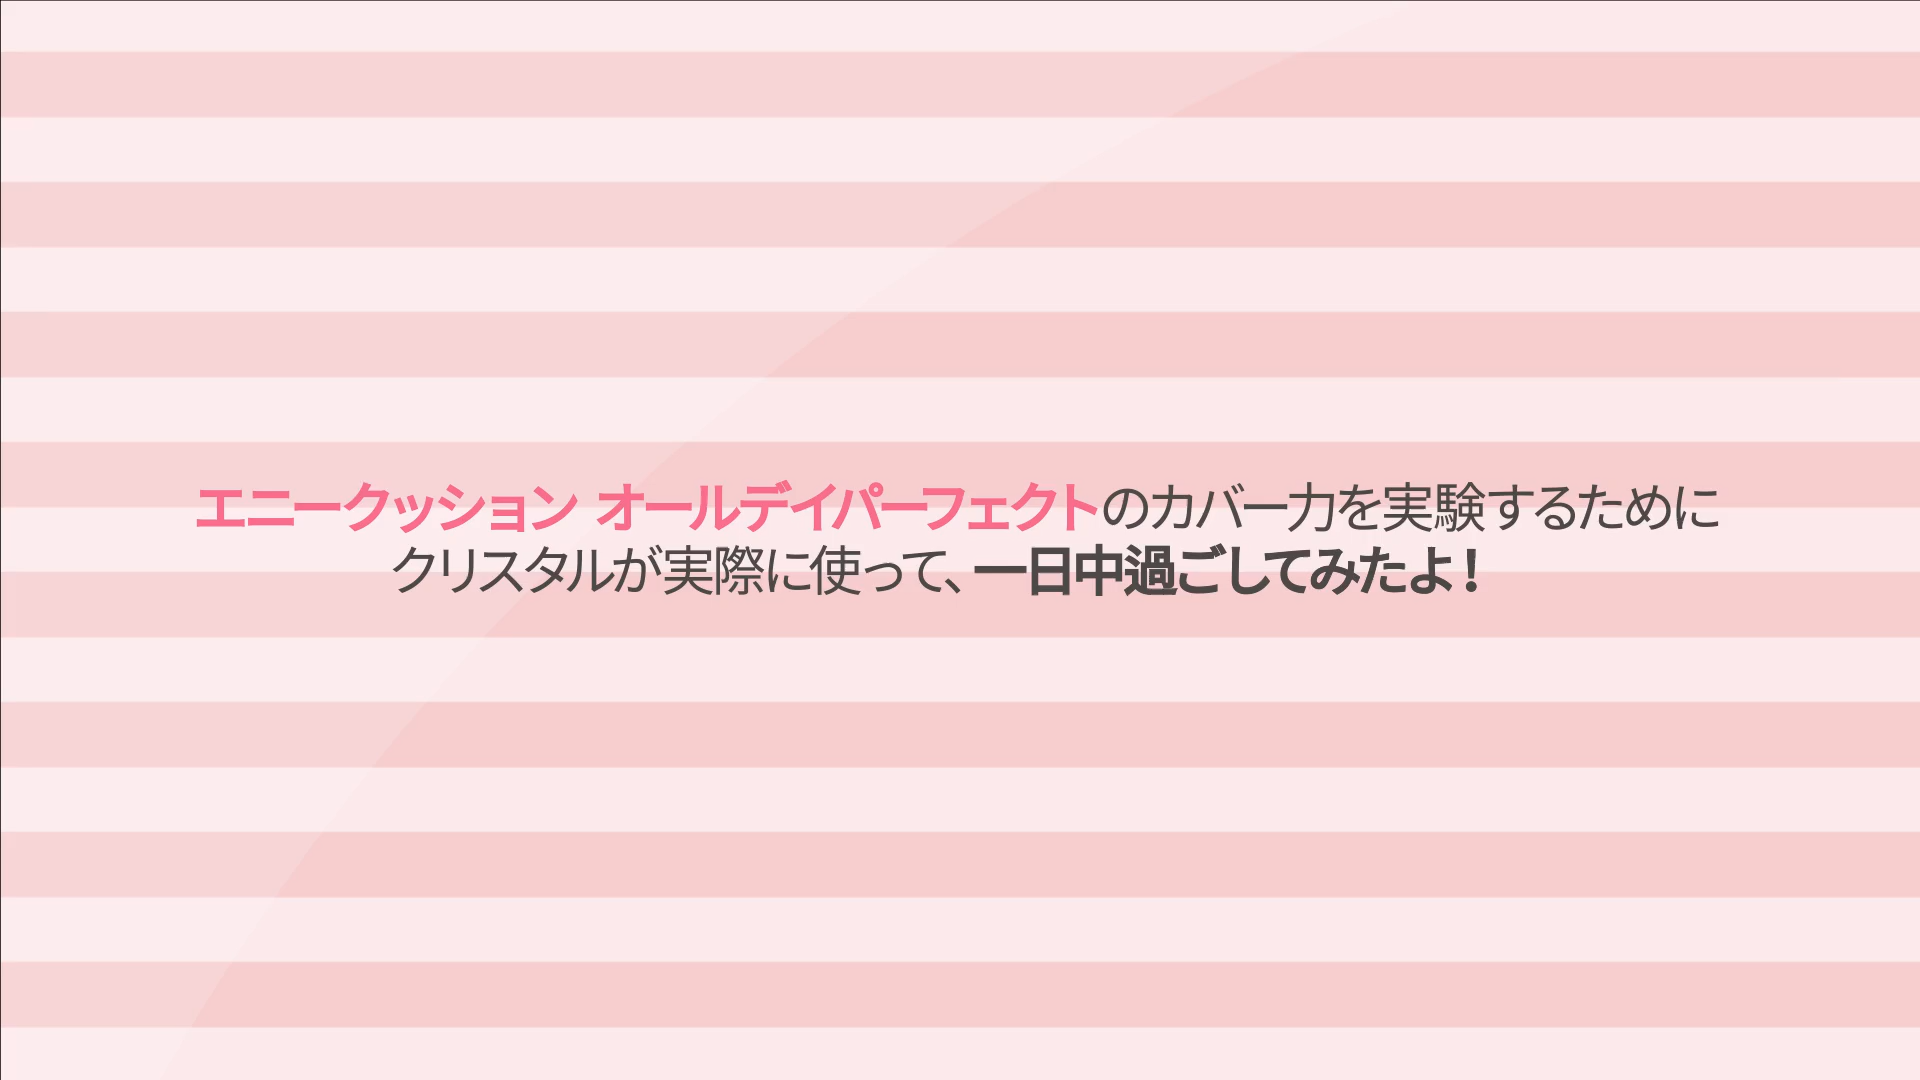 エニークッション オールデイパーフェクトのカバー力を実験するために
クリスタルが実際に使って、一日中過ごしてみたよ！